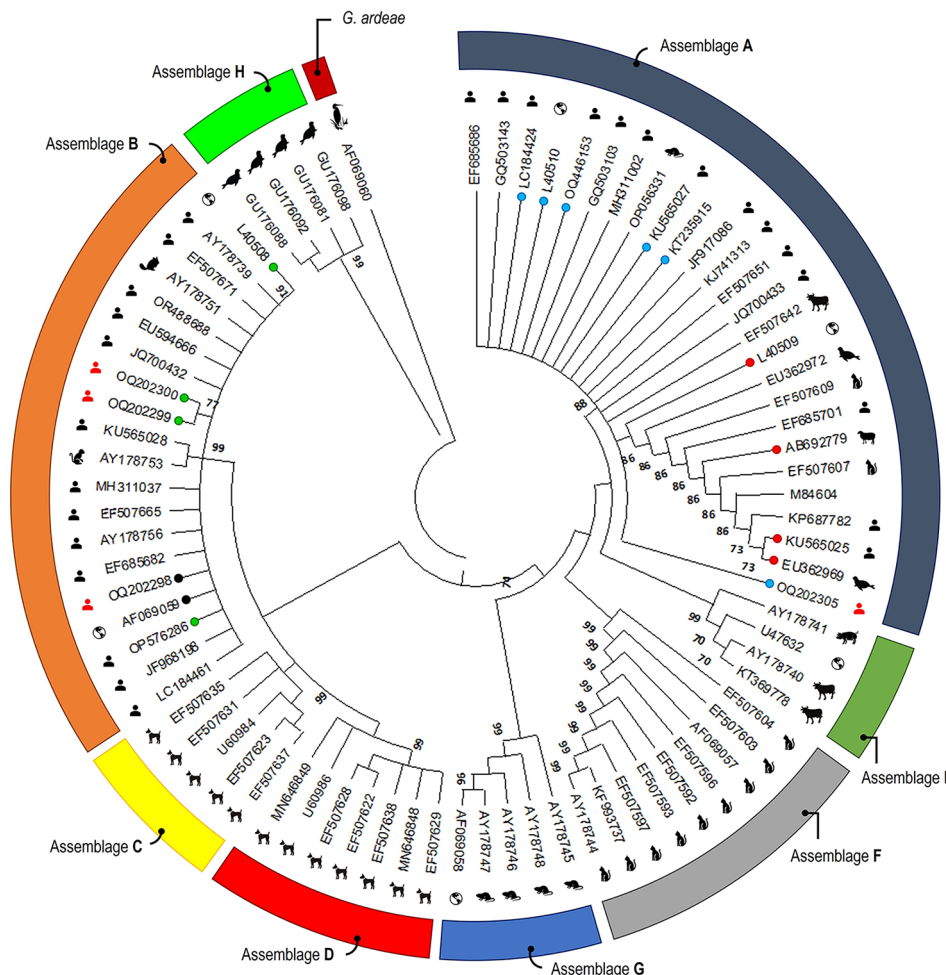 G. ardeae
Assemblage A
Assemblage H
Assemblage B
Assemblage C
Assemblage D
Assemblage G
Assemblage F
Assemblage
EF685686
GQ503143
LC184424
L40510
OQ446153
GQ503103
MH311002
OP056331
KU565027
KT235915
JF917086
KJ741313
EF507651
JQ700433
EF507642
L40509
EU362972
EF507609
EF685701
AB692779
EF507607
M84604
KP687782
KU565025
EU362969
OQ202305
AY178741
U47632
AY178740
KT369778
EF507604
EF507603
AF069057
EF507596
EF507592
EF507593
EF507597
KF993737
AY178744
AY178745
AY178748
AY178746
AY178747
AF069058
EF507629
MN646848
EF507638
EF507622
EF507628
U60986
MN646849
EF507637
EF507623
U60984
EF507631
EF507635
LC184461
JF968198
OP576286
AF069059
OQ202298
EF685682
AY178756
EF507665
MH311037
AY178753
KU565028
OQ202299
OQ202300
JQ700432
EU594666
OR488688
AY178751
EF507671
AY178739
L40508
GU176088
GU176092
GU176081
GU176098
AF069060
99
91
77
99
88
86
86
86
86
86
86
73
73
99
70
70
74
99
99
99
99
99
99
99
96
99
99